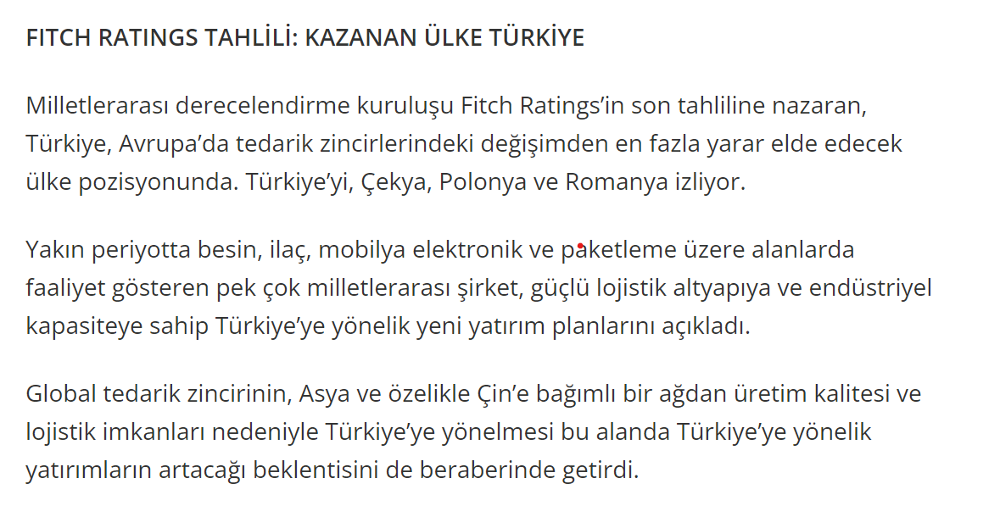 FITCH RATINGS TAHLİLİ: KAZANAN ÜLKE TÜRKİYE
Milletlerarası derecelendirme kuruluşu Fitch Ratings’in son tahliline nazaran,
Türkiye, Avrupa’da tedarik zincirlerindeki değişimden en fazla yarar elde edecek
ülke pozisyonunda. Türkiye’yi, Çekya, Polonya ve Romanya izliyor.
Yakın periyotta besin, ilaç, mobilya elektronik ve paketleme üzere alanlarda
faaliyet gösteren pek çok milletlerarası şirket, güçlü lojistik altyapıya ve endüstriyel
kapasiteye sahip Türkiye’ye yönelik yeni yatırım planlarını açıkladı.
Global tedarik zincirinin, Asya ve özelikle Çin’e bağımlı bir ağdan üretim kalitesi ve
lojistik imkanları nedeniyle Türkiye’ye yönelmesi bu alanda Türkiye’ye yönelik
yatırımların artacağı beklentisini de beraberinde getirdi.